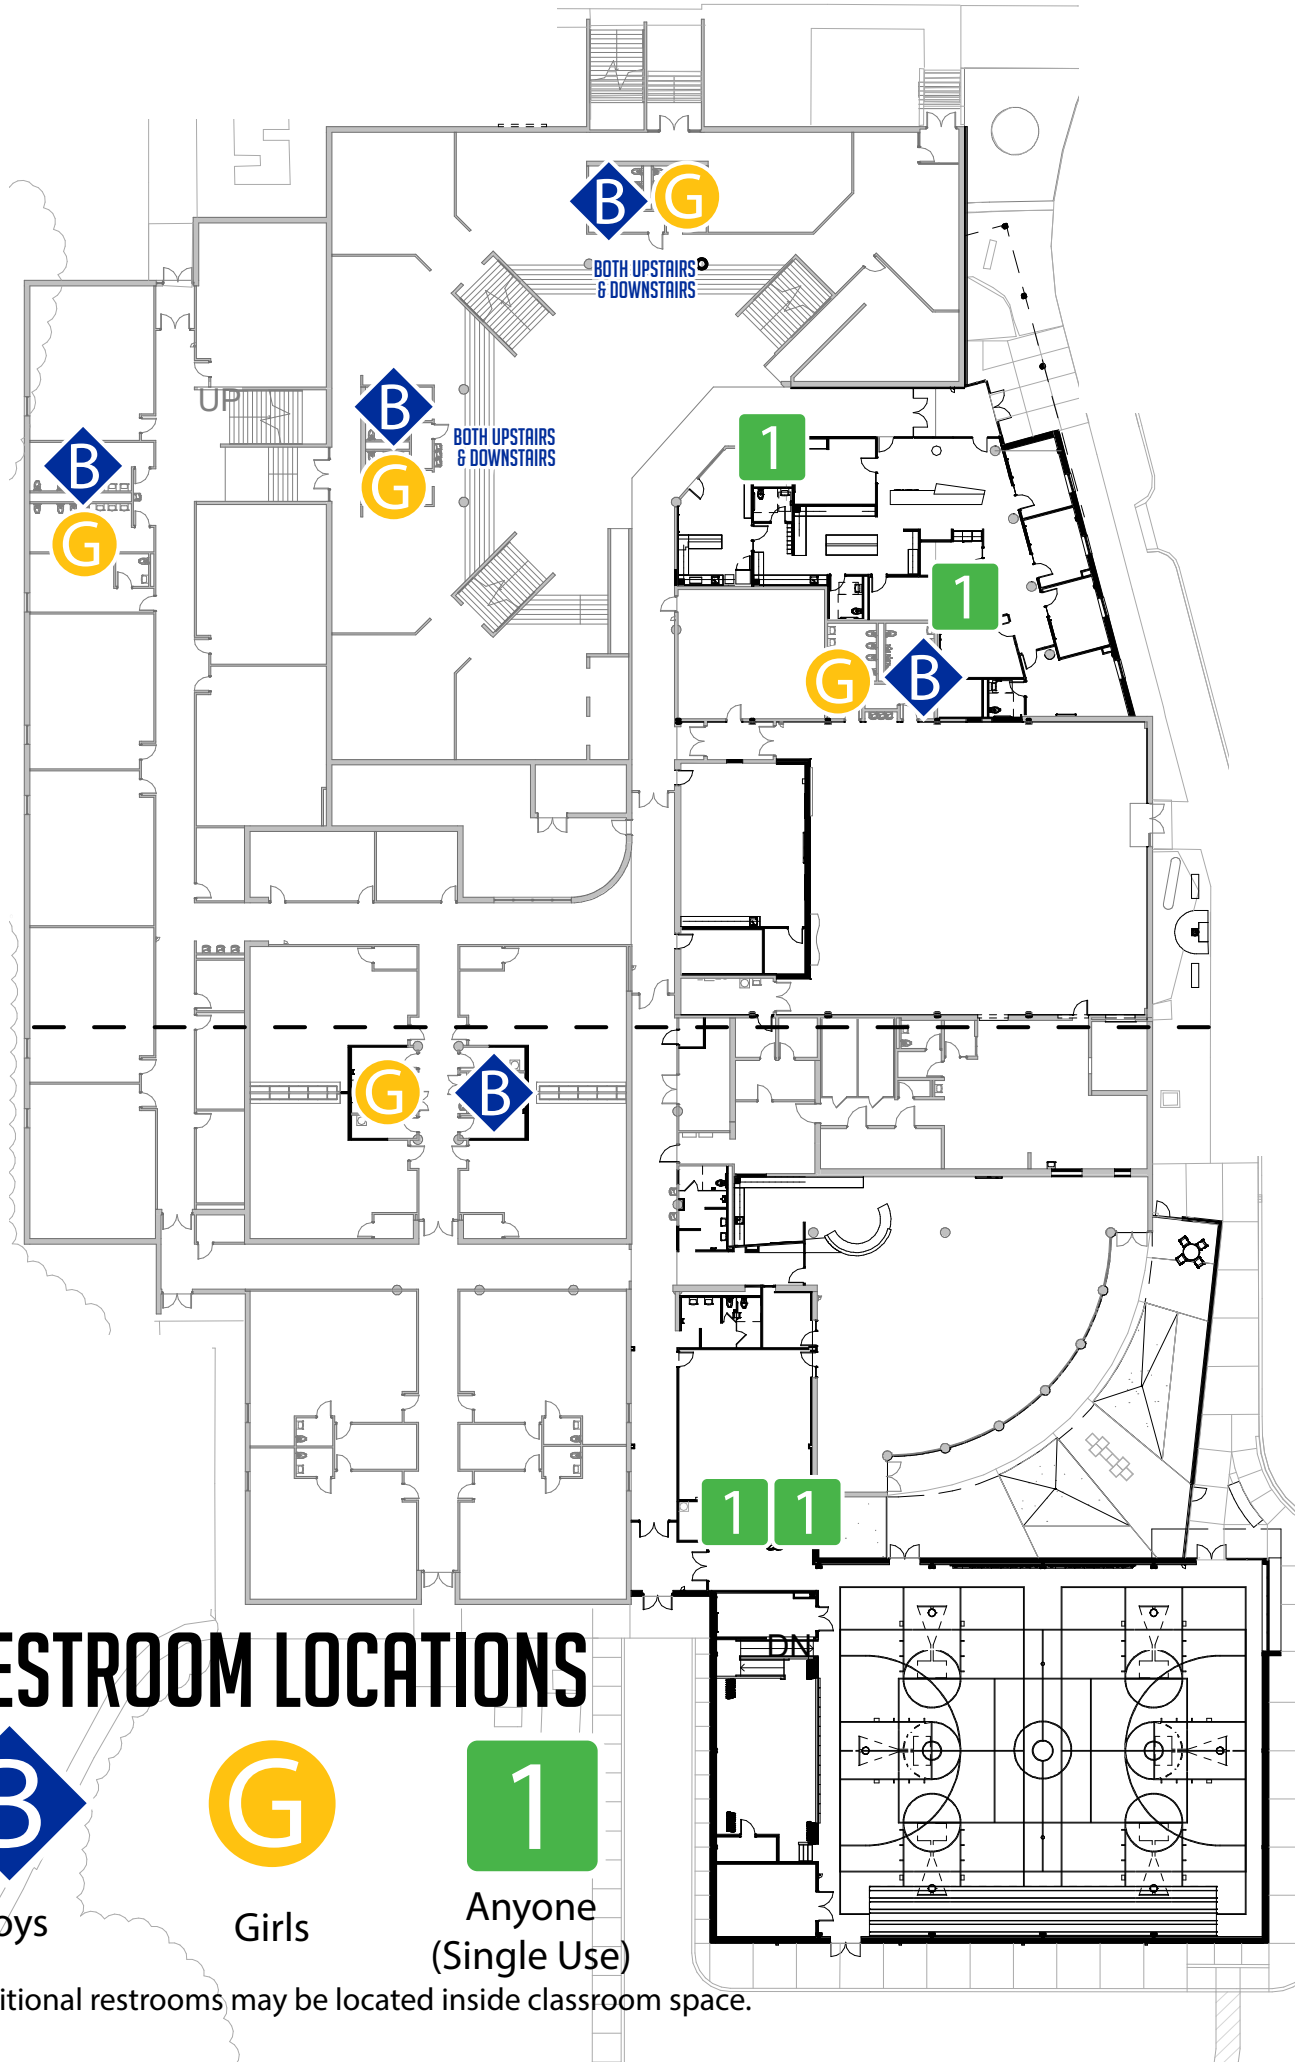 B G
BOTH UPSTAIRS
& DOWNSTAIRS
UP
B
G
BOTH UPSTAIRS
& DOWNSTAIRS
B
G
1
1
G B
G B
1 1
DN
ESTROOM LOCATIONS
B G 1
oys
Girls
Anyone
(Single Use)
itional restrooms may be located inside classroom space.